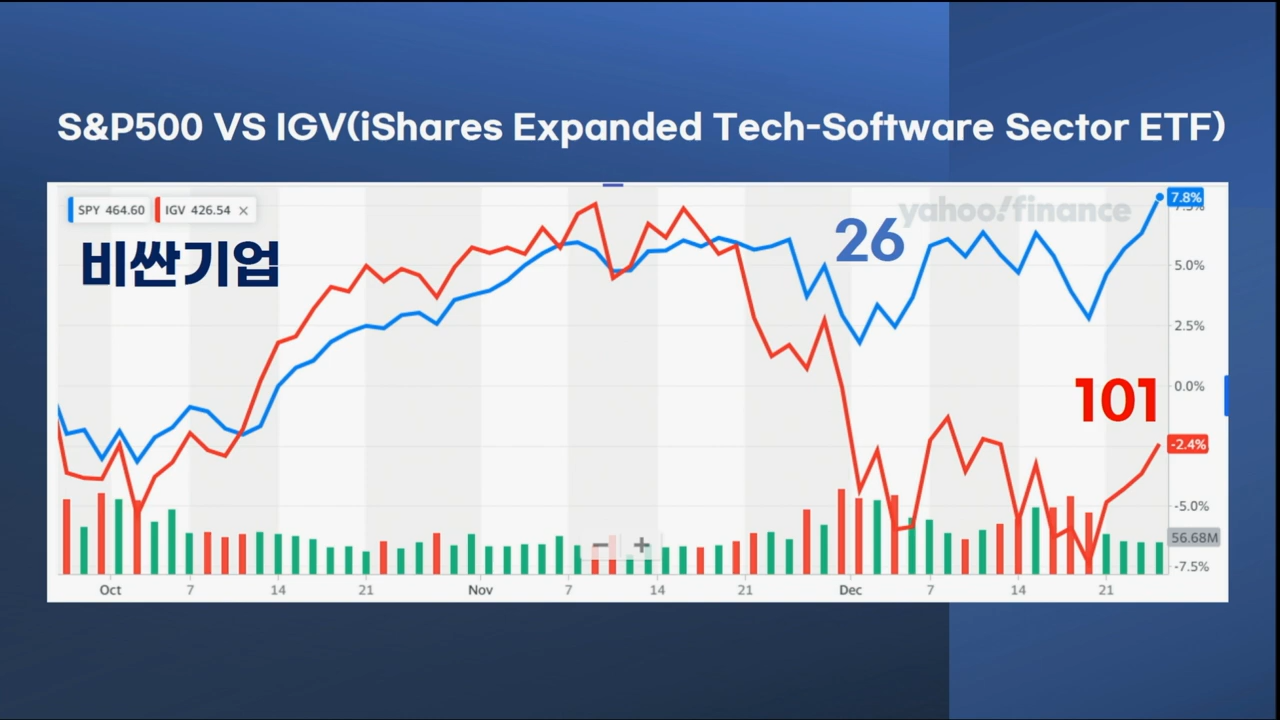 S&P500 VS IGV(iShares Expanded Tech-Software Sector ETF)
SPY 464.60 IGV 426.54 ×
yahoo!finance
7.8%
7.5%
비싼기업
26
5.0%
2.5%
0.0%
101
-2.4%
-5.0%
56.68M
− +
-7.5%
Oct 7 14 21 Nov 7 14 21 Dec 7 14 21